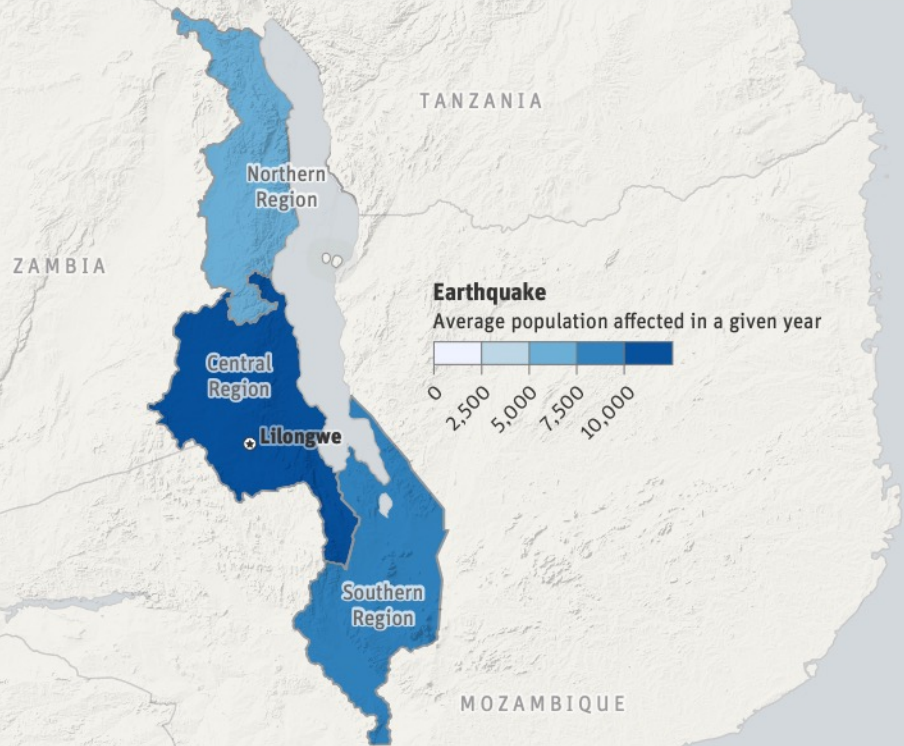 TANZANIA
Northern
Region
ZAMBIA
Earthquake
Average population affected in a given year
0
2,500
5,000
7,500
10,000
Central
Region
Lilongwe
Southern
Region
MOZAMBIQUE